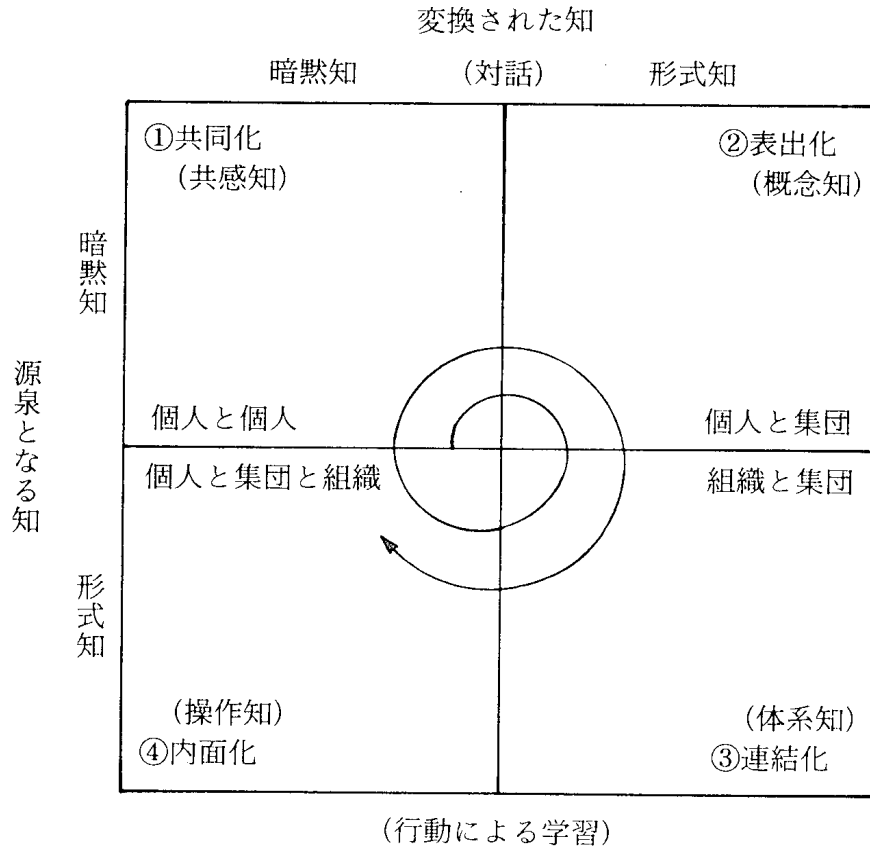 変換された知
暗黙知 (対話) 形式知
①共同化
(共感知)
②表出化
(概念知)
暗黙知
源泉となる知
個人と個人
個人と集団
個人と集団と組織
組織と集団
形式知
(操作知)
④内面化
(体系知)
③連結化
(行動による学習)